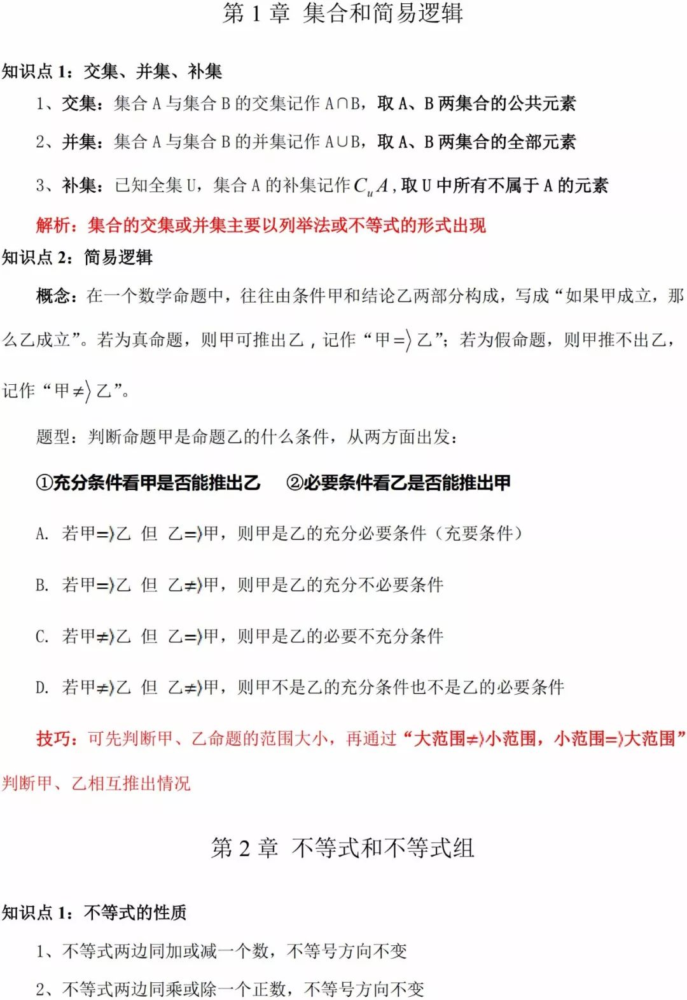 第 1 章 集合和简易逻辑
知识点 1：交集、并集、补集
1、交集：集合 A 与集合 B 的交集记作 A∩B，取 A、B 两集合的公共元素
2、并集：集合 A 与集合 B 的并集记作 A∪B，取 A、B 两集合的全部元素
3、补集：已知全集 U，集合 A 的补集记作 CuA，取 U 中所有不属于 A 的元素
解析：集合的交集或并集主要以列举法或不等式的形式出现
知识点 2：简易逻辑
概念：在一个数学命题中，往往由条件甲和结论乙两部分构成，写成“如果甲成立，那
么乙成立”。若为真命题，则甲可推出乙，记作“甲=〉乙”；若为假命题，则甲推不出乙，
记作“甲≠〉乙”。
题型：判断命题甲是命题乙的什么条件，从两方面出发：
①充分条件看甲是否能推出乙 ②必要条件看乙是否能推出甲
A. 若甲=〉乙 但 乙=〉甲，则甲是乙的充分必要条件（充要条件）
B. 若甲=〉乙 但 乙≠〉甲，则甲是乙的充分不必要条件
C. 若甲≠〉乙 但 乙=〉甲，则甲是乙的必要不充分条件
D. 若甲≠〉乙 但 乙≠〉甲，则甲不是乙的充分条件也不是乙的必要条件
技巧：可先判断甲、乙命题的范围大小，再通过“大范围≠〉小范围，小范围=〉大范围”
判断甲、乙相互推出情况
第 2 章 不等式和不等式组
知识点 1：不等式的性质
1、不等式两边同加或减一个数，不等号方向不变
2、不等式两边同乘或除一个正数，不等号方向不变